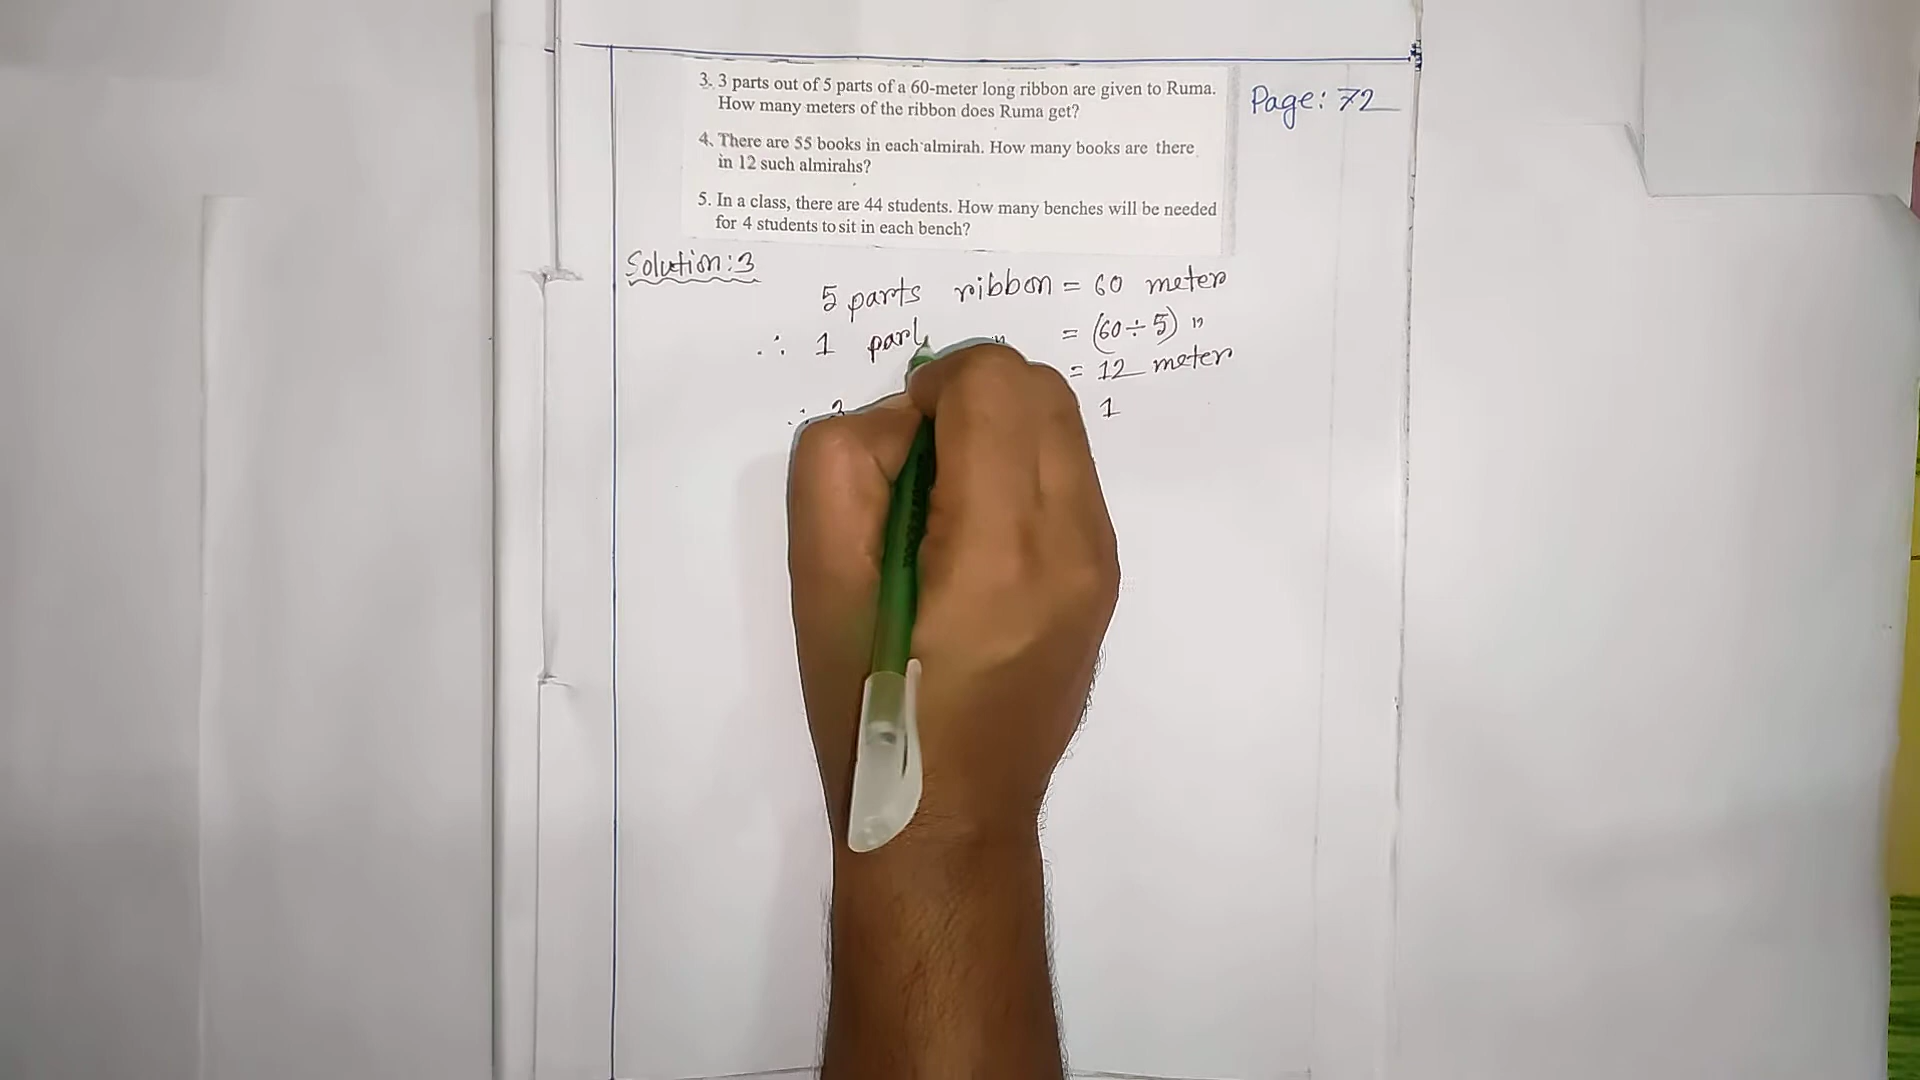 3. 3 parts out of 5 parts of a 60-meter long ribbon are given to Ruma.
How many meters of the ribbon does Ruma get?
4. There are 55 books in each almirah. How many books are there
in 12 such almirahs?
5. In a class, there are 44 students. How many benches will be needed
for 4 students to sit in each bench?
Page: 72
Solution: 3
5 parts ribbon = 60 meter
∴ 1 part = (60÷5) "
= 12 meter
∴ 3 1